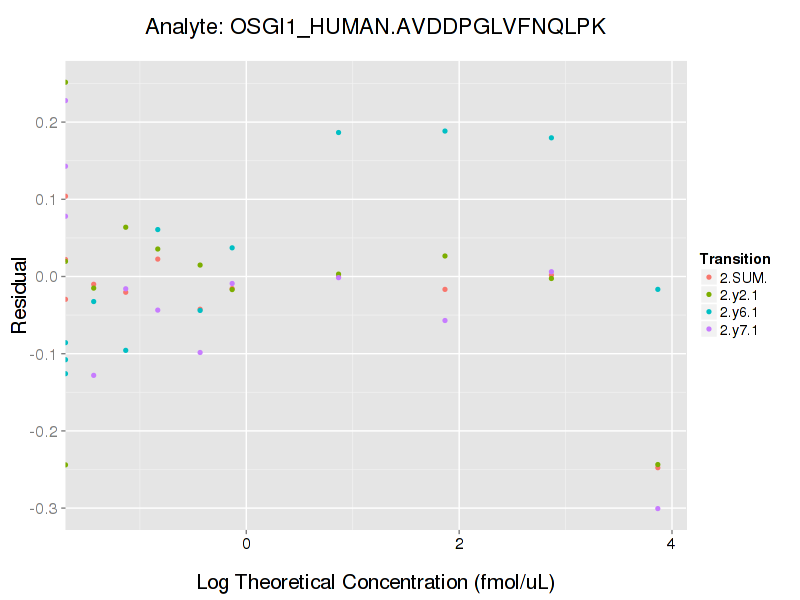 Analyte: OSGI1_HUMAN.AVDDPGLVFNQLPK
Residual
0.2
0.1
0.0
-0.1
-0.2
-0.3
0
2
4
Log Theoretical Concentration (fmol/uL)
Transition
2.SUM.
2.y2.1
2.y6.1
2.y7.1